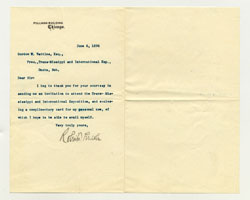 PULLMAN BUILDING
Chicago.
June 6, 1898
Gurdon W. Wattles, Esq.,
Pres., Trans-Mississippi and International Exp.,
Omaha, Neb.
Dear Sir:
I beg to thank you for your courtesy in
sending me an invitation to attend the Trans-Mis-
sissippi and International Exposition, and enclos-
ing a complimentary card for my personal use, of
which I hope to be able to avail myself.
Very truly yours,